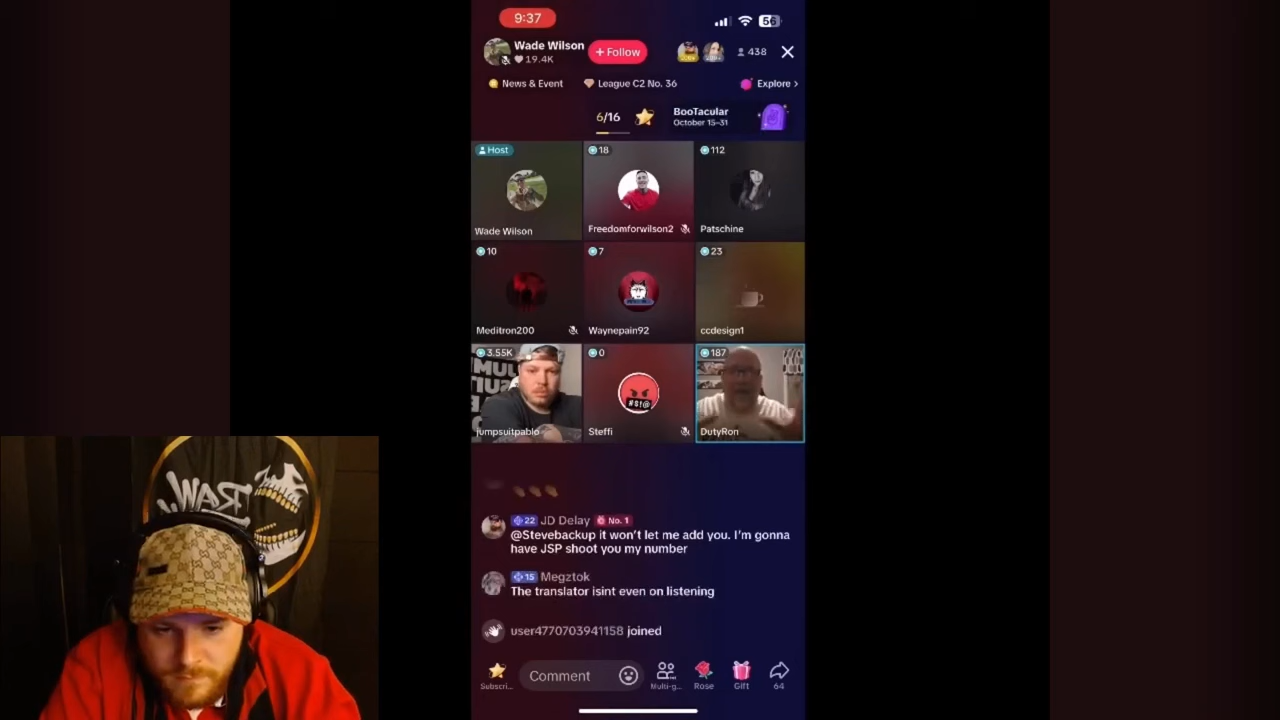 9:37
56
Wade Wilson
19.4K
+ Follow
438
News & Event
League C2 No. 36
Explore >
6/16
BooTacular
October 15-31
Host
Wade Wilson
18
Freedomforwilson2
112
Patschine
10
Meditron200
7
Waynepain92
23
ccdesign1
3.55K
jumpsuitpablo
0
#$!@
Steffi
187
DutyRon
22 JD Delay No. 1
@Stevebackup it won't let me add you. I'm gonna
have JSP shoot you my number
15 Megztok
The translator isint even on listening
user4770703941158 joined
Subscri...
Comment
Multi-g...
Rose
Gift
64